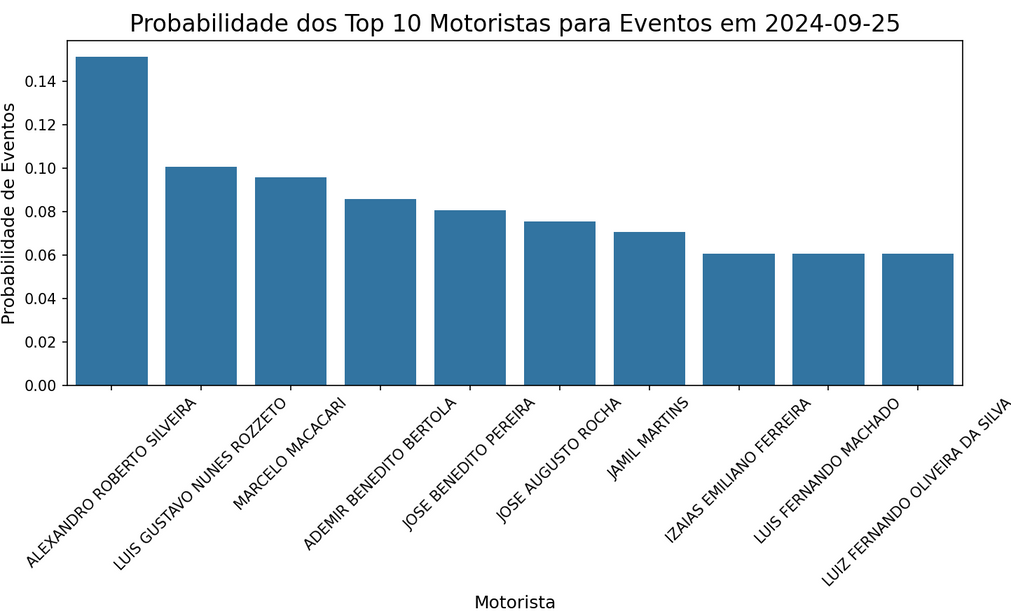 Probabilidade dos Top 10 Motoristas para Eventos em 2024-09-25
Probabilidade de Eventos
0.14
0.12
0.10
0.08
0.06
0.04
0.02
0.00
ALEXANDRO ROBERTO SILVEIRA
LUIS GUSTAVO NUNES ROZZETO
MARCELO MACACARI
ADEMIR BENEDITO BERTOLA
JOSE BENEDITO PEREIRA
JOSE AUGUSTO ROCHA
JAMIL MARTINS
IZAIAS EMILIANO FERREIRA
LUIS FERNANDO MACHADO
LUIZ FERNANDO OLIVEIRA DA SILVA
Motorista